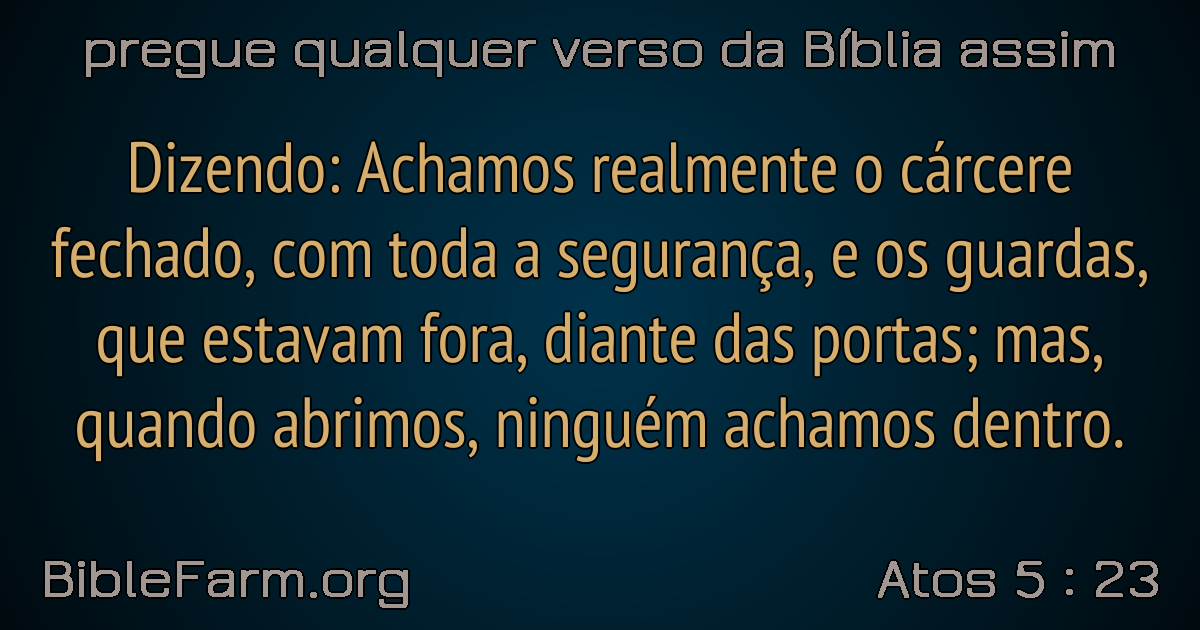 pregue qualquer verso da Bíblia assim
Dizendo: Achamos realmente o cárcere
fechado, com toda a segurança, e os guardas,
que estavam fora, diante das portas; mas,
quando abrimos, ninguém achamos dentro.
BibleFarm.org
Atos 5 : 23